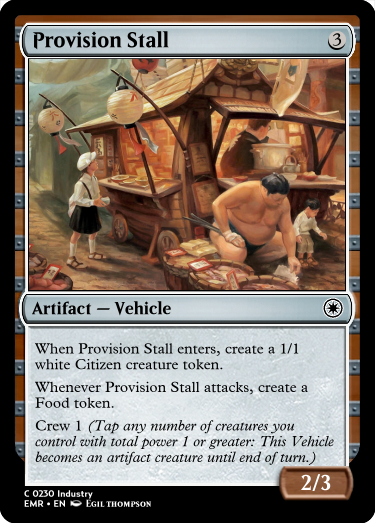 Provision Stall 3
Artifact — Vehicle
When Provision Stall enters, create a 1/1
white Citizen creature token.
Whenever Provision Stall attacks, create a
Food token.
Crew 1 (Tap any number of creatures you
control with total power 1 or greater: This Vehicle
becomes an artifact creature until end of turn.)
2/3
C 0230 Industry
EMR • EN EGIL THOMPSON